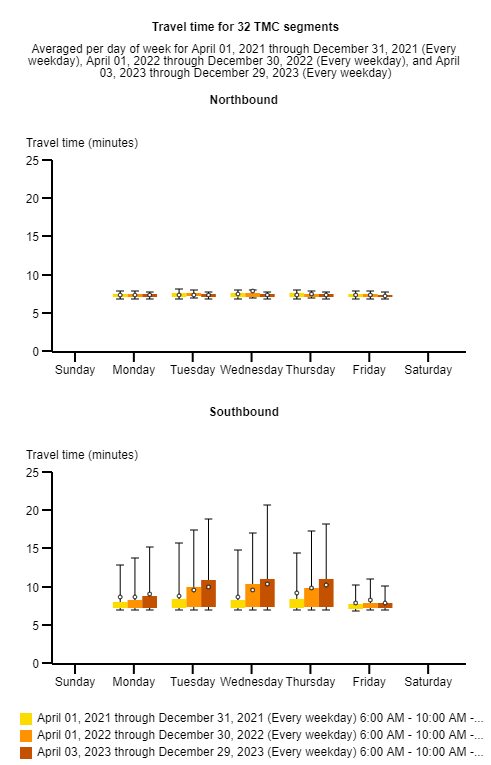 Travel time for 32 TMC segments
Averaged per day of week for April 01, 2021 through December 31, 2021 (Every
weekday), April 01, 2022 through December 30, 2022 (Every weekday), and April
03, 2023 through December 29, 2023 (Every weekday)
Northbound
Travel time (minutes)
25
20
15
10
5
0
Sunday Monday Tuesday Wednesday Thursday Friday Saturday
Southbound
Travel time (minutes)
25
20
15
10
5
0
Sunday Monday Tuesday Wednesday Thursday Friday Saturday
April 01, 2021 through December 31, 2021 (Every weekday) 6:00 AM - 10:00 AM -...
April 01, 2022 through December 30, 2022 (Every weekday) 6:00 AM - 10:00 AM -...
April 03, 2023 through December 29, 2023 (Every weekday) 6:00 AM - 10:00 AM -...